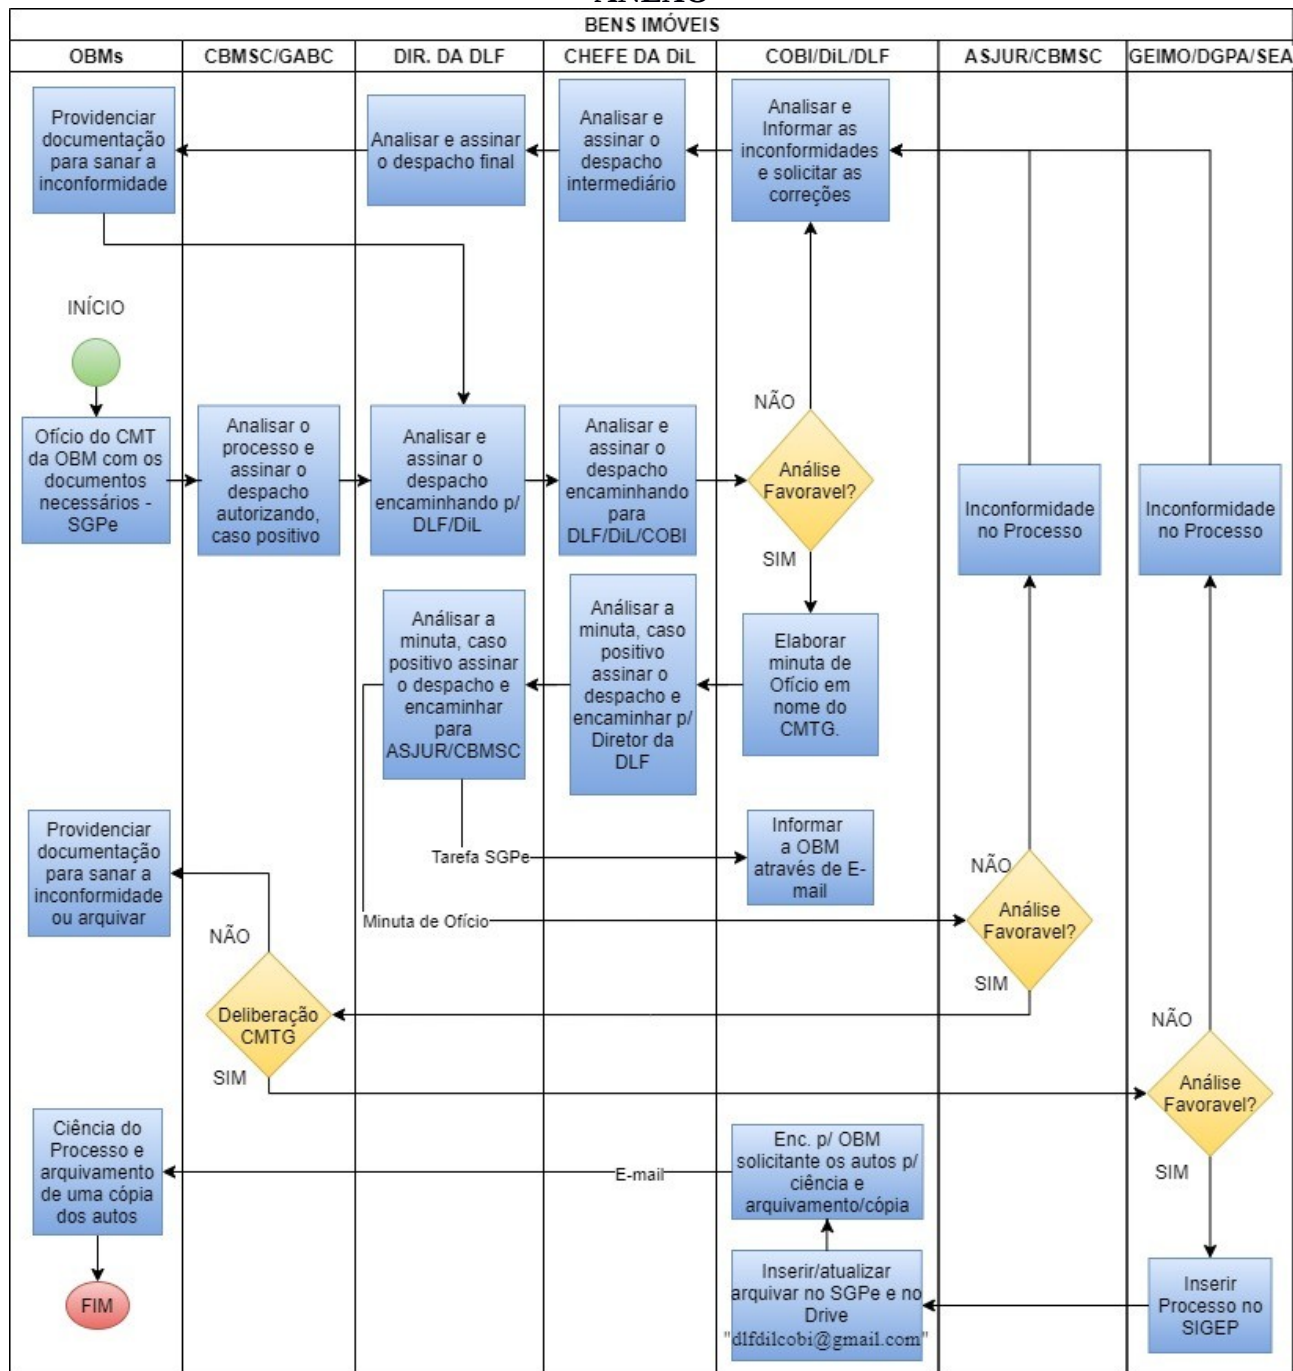 ANEXO
BENS IMÓVEIS
OBMs
CBMSC/GABC
DIR. DA DLF
CHEFE DA DiL
COBI/DiL/DLF
ASJUR/CBMSC
GEIMO/DGPA/SEA
Providenciar
documentação
para sanar a
inconformidade
Analisar e assinar
o despacho final
Analisar e
assinar o
despacho
intermediário
Analisar e
Informar as
inconformidades
e solicitar as
correções
INÍCIO
Ofício do CMT
da OBM com os
documentos
necessários -
SGPe
Analisar o
processo e
assinar o
despacho
autorizando,
caso positivo
Analisar e
assinar o
despacho
encaminhando p/
DLF/DiL
Analisar e
assinar o
despacho
encaminhando
para
DLF/DiL/COBI
NÃO
Análise
Favoravel?
SIM
Inconformidade
no Processo
Inconformidade
no Processo
Análisar a
minuta, caso
positivo assinar
o despacho e
encaminhar
para
ASJUR/CBMSC
Análisar a
minuta, caso
positivo
assinar o
despacho e
encaminhar p/
Diretor da
DLF
Elaborar
minuta de
Ofício em
nome do
CMTG.
Providenciar
documentação
para sanar a
inconformidade
ou arquivar
Tarefa SGPe
Informar
a OBM
através de E-
mail
Minuta de Ofício
NÃO
Análise
Favoravel?
SIM
NÃO
Deliberação
CMTG
SIM
NÃO
Análise
Favoravel?
SIM
Ciência do
Processo e
arquivamento
de uma cópia
dos autos
E-mail
Enc. p/ OBM
solicitante os autos p/
ciência e
arquivamento/cópia
FIM
Inserir/atualizar
arquivar no SGPe e no
Drive
"dlfdilcobi@gmail.com"
Inserir
Processo no
SIGEP